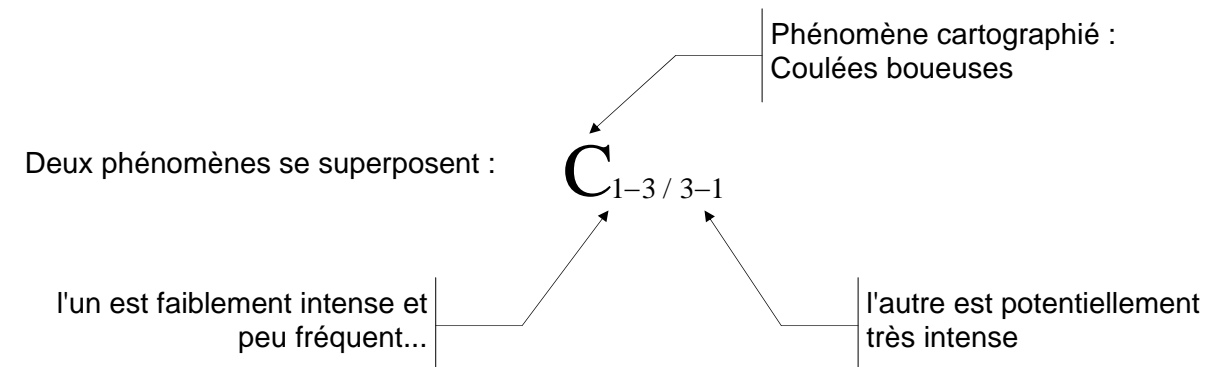 Phénomène cartographié :
Coulées boueuses
Deux phénomènes se superposent :
C1–3 / 3–1
l'un est faiblement intense et
peu fréquent...
l'autre est potentiellement
très intense